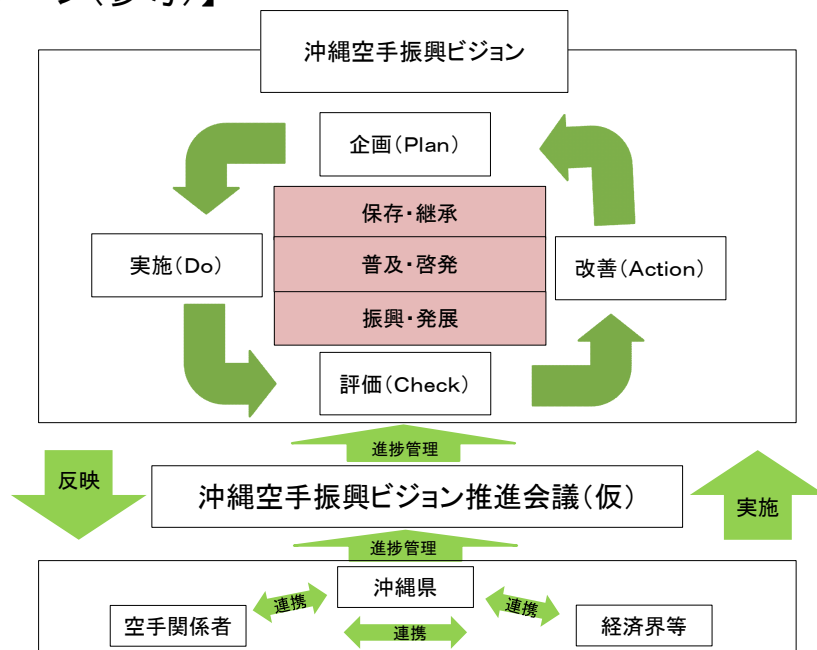 沖縄空手振興ビジョン
企画(Plan)
保存・継承
実施(Do)
普及・啓発
改善(Action)
振興・発展
評価(Check)
進捗管理
反映
沖縄空手振興ビジョン推進会議(仮)
実施
進捗管理
沖縄県
連携
連携
空手関係者
連携
経済界等